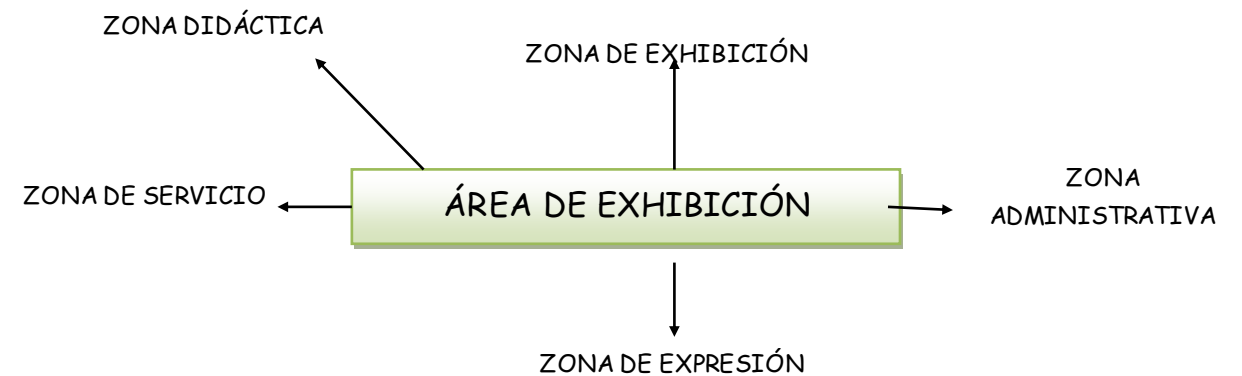 ZONA DIDÁCTICA
ZONA DE EXHIBICIÓN
ZONA DE SERVICIO
ÁREA DE EXHIBICIÓN
ZONA
ADMINISTRATIVA
ZONA DE EXPRESIÓN